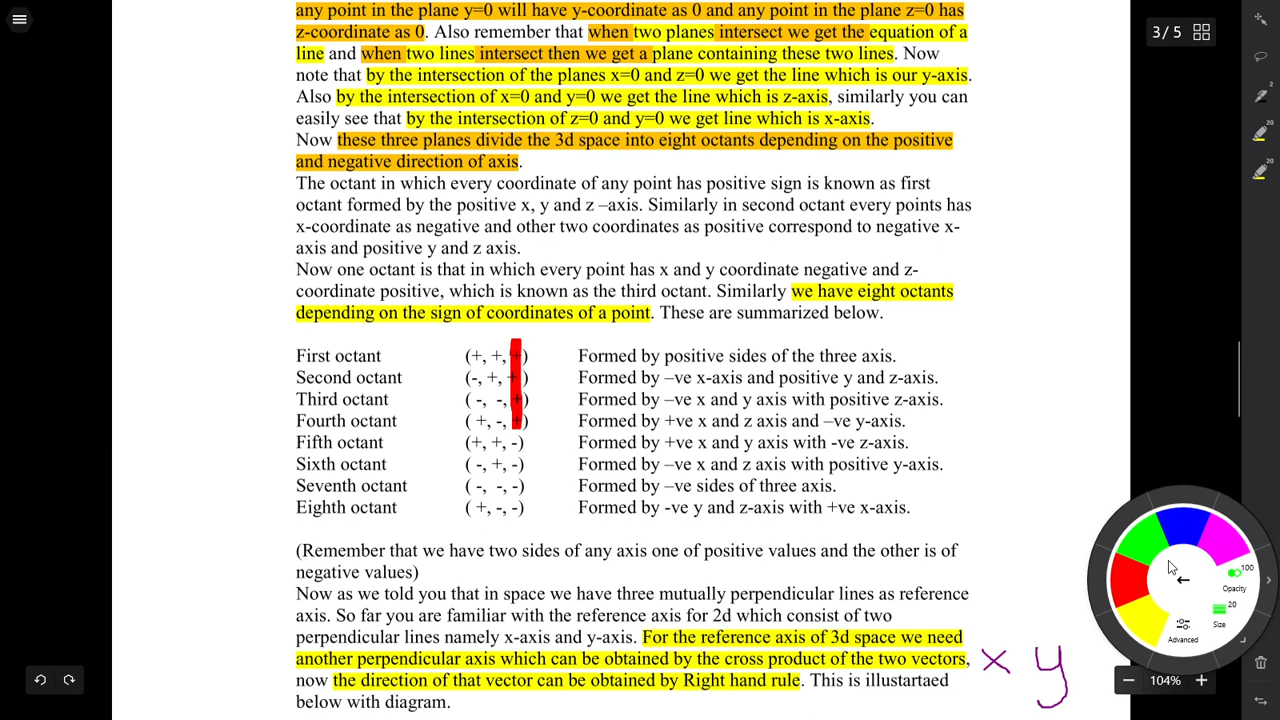 any point in the plane y=0 will have y-coordinate as 0 and any point in the plane z=0 has
z-coordinate as 0. Also remember that when two planes intersect we get the equation of a
line and when two lines intersect then we get a plane containing these two lines. Now
note that by the intersection of the planes x=0 and z=0 we get the line which is our y-axis.
Also by the intersection of x=0 and y=0 we get the line which is z-axis, similarly you can
easily see that by the intersection of z=0 and y=0 we get line which is x-axis.
Now these three planes divide the 3d space into eight octants depending on the positive
and negative direction of axis.
The octant in which every coordinate of any point has positive sign is known as first
octant formed by the positive x, y and z –axis. Similarly in second octant every points has
x-coordinate as negative and other two coordinates as positive correspond to negative x-
axis and positive y and z axis.
Now one octant is that in which every point has x and y coordinate negative and z-
coordinate positive, which is known as the third octant. Similarly we have eight octants
depending on the sign of coordinates of a point. These are summarized below.
First octant (+, +, +) Formed by positive sides of the three axis.
Second octant (-, +, + ) Formed by –ve x-axis and positive y and z-axis.
Third octant ( -, -, +) Formed by –ve x and y axis with positive z-axis.
Fourth octant ( +, -, +) Formed by +ve x and z axis and –ve y-axis.
Fifth octant (+, +, -) Formed by +ve x and y axis with -ve z-axis.
Sixth octant ( -, +, -) Formed by –ve x and z axis with positive y-axis.
Seventh octant ( -, -, -) Formed by –ve sides of three axis.
Eighth octant ( +, -, -) Formed by -ve y and z-axis with +ve x-axis.
(Remember that we have two sides of any axis one of positive values and the other is of
negative values)
Now as we told you that in space we have three mutually perpendicular lines as reference
axis. So far you are familiar with the reference axis for 2d which consist of two
perpendicular lines namely x-axis and y-axis. For the reference axis of 3d space we need
another perpendicular axis which can be obtained by the cross product of the two vectors,
now the direction of that vector can be obtained by Right hand rule. This is illustartaed
below with diagram.
x y
3 / 5
2
20
20
100
Opacity
20
Size
Advanced
104%